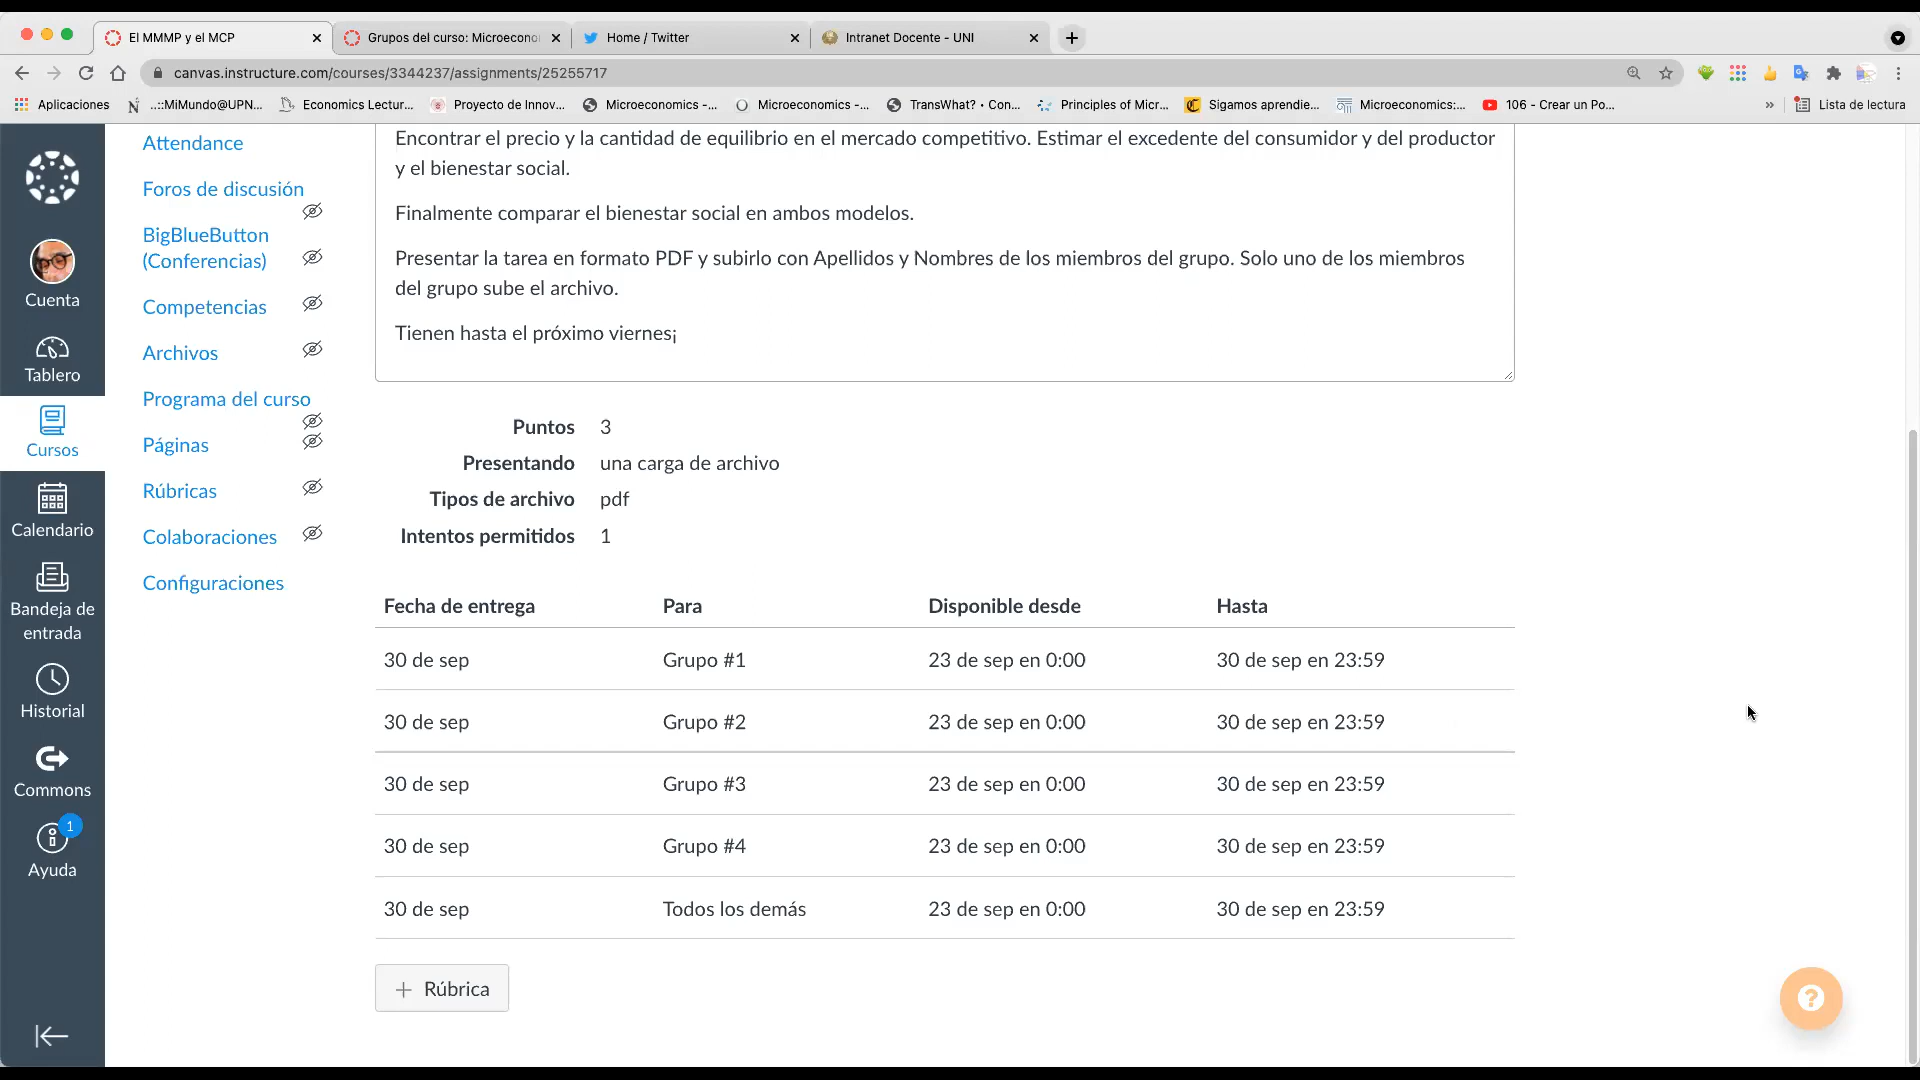 El MMMP y el MCP
Grupos del curso: Microecono
Home / Twitter
Intranet Docente - UNI
canvas.instructure.com/courses/3344237/assignments/25255717
Aplicaciones
..::MiMundo@UPN...
Economics Lectur...
Proyecto de Innov...
Microeconomics -...
Microeconomics -...
TransWhat? • Con...
Principles of Micr...
Sigamos aprendie...
Microeconomics:...
106 - Crear un Po...
»
Lista de lectura
Cuenta
Tablero
Cursos
Calendario
Bandeja de
entrada
Historial
Commons
1
Ayuda
Attendance
Foros de discusión
BigBlueButton
(Conferencias)
Competencias
Archivos
Programa del curso
Páginas
Rúbricas
Colaboraciones
Configuraciones
Encontrar el precio y la cantidad de equilibrio en el mercado competitivo. Estimar el excedente del consumidor y del productor
y el bienestar social.
Finalmente comparar el bienestar social en ambos modelos.
Presentar la tarea en formato PDF y subirlo con Apellidos y Nombres de los miembros del grupo. Solo uno de los miembros
del grupo sube el archivo.
Tienen hasta el próximo viernes¡
Puntos 3
Presentando una carga de archivo
Tipos de archivo pdf
Intentos permitidos 1
Fecha de entrega Para Disponible desde Hasta
30 de sep Grupo #1 23 de sep en 0:00 30 de sep en 23:59
30 de sep Grupo #2 23 de sep en 0:00 30 de sep en 23:59
30 de sep Grupo #3 23 de sep en 0:00 30 de sep en 23:59
30 de sep Grupo #4 23 de sep en 0:00 30 de sep en 23:59
30 de sep Todos los demás 23 de sep en 0:00 30 de sep en 23:59
+ Rúbrica
?